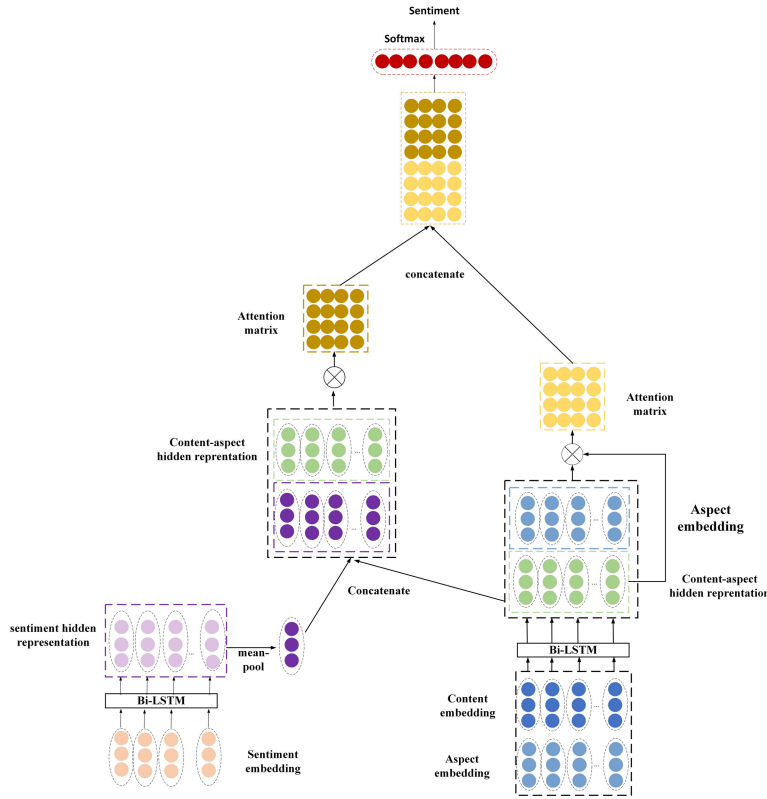 Sentiment
Softmax
concatenate
Attention
matrix
Attention
matrix
Content-aspect
hidden reprentation
...
...
Aspect
embedding
...
...
Content-aspect
hidden reprentation
Concatenate
sentiment hidden
representation
...
mean-
pool
Bi-LSTM
Bi-LSTM
Content
embedding
...
Sentiment
embedding
...
Aspect
embedding
...